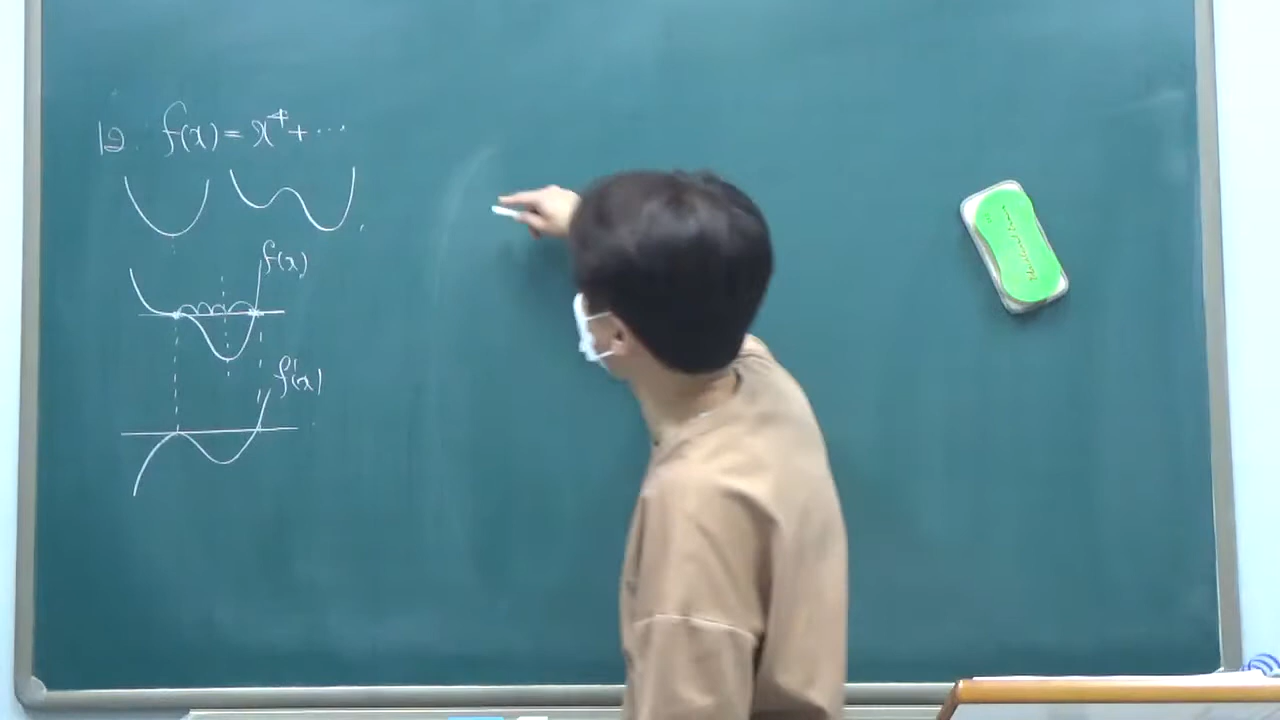 12. f(x) = x⁴ + ⋯
f(x)
f'(x)